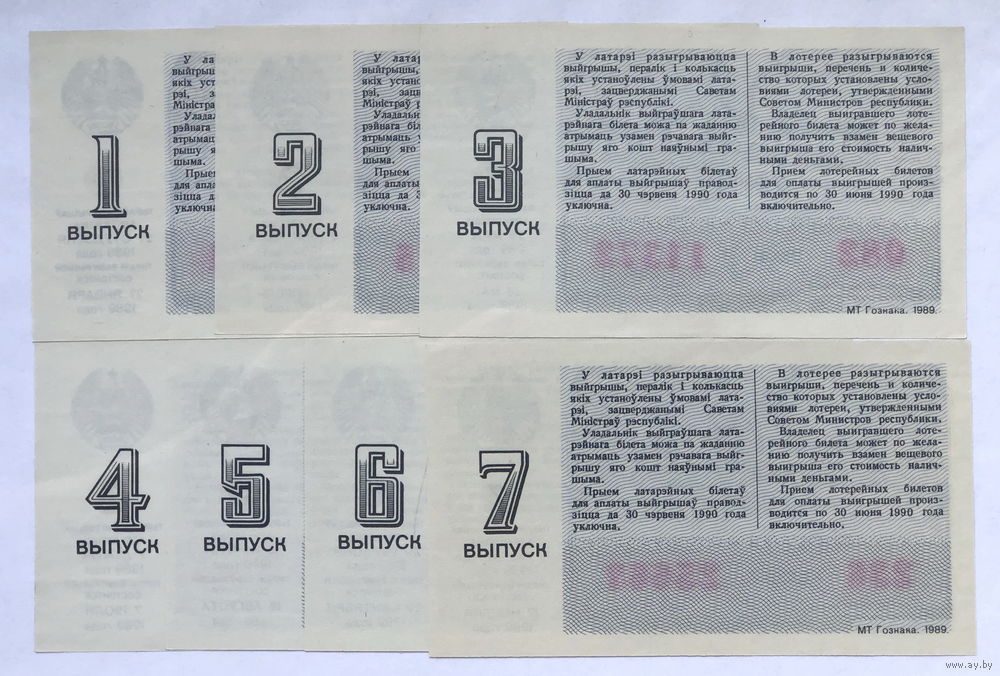 1
ВЫПУСК
2
ВЫПУСК
3
ВЫПУСК
У латарэі разыгрываюцца
выйгрышы, пералік і колькасць
якіх устаноўлены ўмовамі лата-
рэі, зацверджанымі Саветам
Міністраў рэспублікі.
Уладальнік выйграўшага лата-
рэйнага білета можа па жаданню
атрымаць узамен рэчавага выйг-
рышу яго кошт наяўнымі гра-
шыма.
Прыем латарэйных білетаў
для аплаты выйгрышаў праводзі-
зіцца да 30 чэрвеня 1990 года
уключна.
В лотерее разыгрываются
выигрыши, перечень и количе-
ство которых установлены усло-
виями лотереи, утвержденными
Советом Министров республики.
Владелец выигравшего лоте-
рейного билета может по жела-
нию получить взамен вещевого
выигрыша его стоимость налич-
ными деньгами.
Прием лотерейных билетов
для оплаты выигрышей произ-
водится по 30 июня 1990 года
включительно.
МТ Гознака. 1989.
4
ВЫПУСК
5
ВЫПУСК
6
ВЫПУСК
7
ВЫПУСК
У латарэі разыгрываюцца
выйгрышы, пералік і колькасць
якіх устаноўлены ўмовамі лата-
рэі, зацверджанымі Саветам
Міністраў рэспублікі.
Уладальнік выйграўшага лата-
рэйнага білета можа па жаданню
атрымаць узамен рэчавага выйг-
рышу яго кошт наяўнымі гра-
шыма.
Прыем латарэйных білетаў
для аплаты выйгрышаў правод-
зіцца да 30 чэрвеня 1990 года
уключна.
В лотерее разыгрываются
выигрыши, перечень и количе-
ство которых установлены усло-
виями лотереи, утвержденными
Советом Министров республики.
Владелец выигравшего лоте-
рейного билета может по жела-
нию получить взамен вещевого
выигрыша его стоимость налич-
ными деньгами.
Прием лотерейных билетов
для оплаты выигрышей произ-
водится по 30 июня 1990 года
включительно.
МТ Гознака. 1989.
www.ay.by